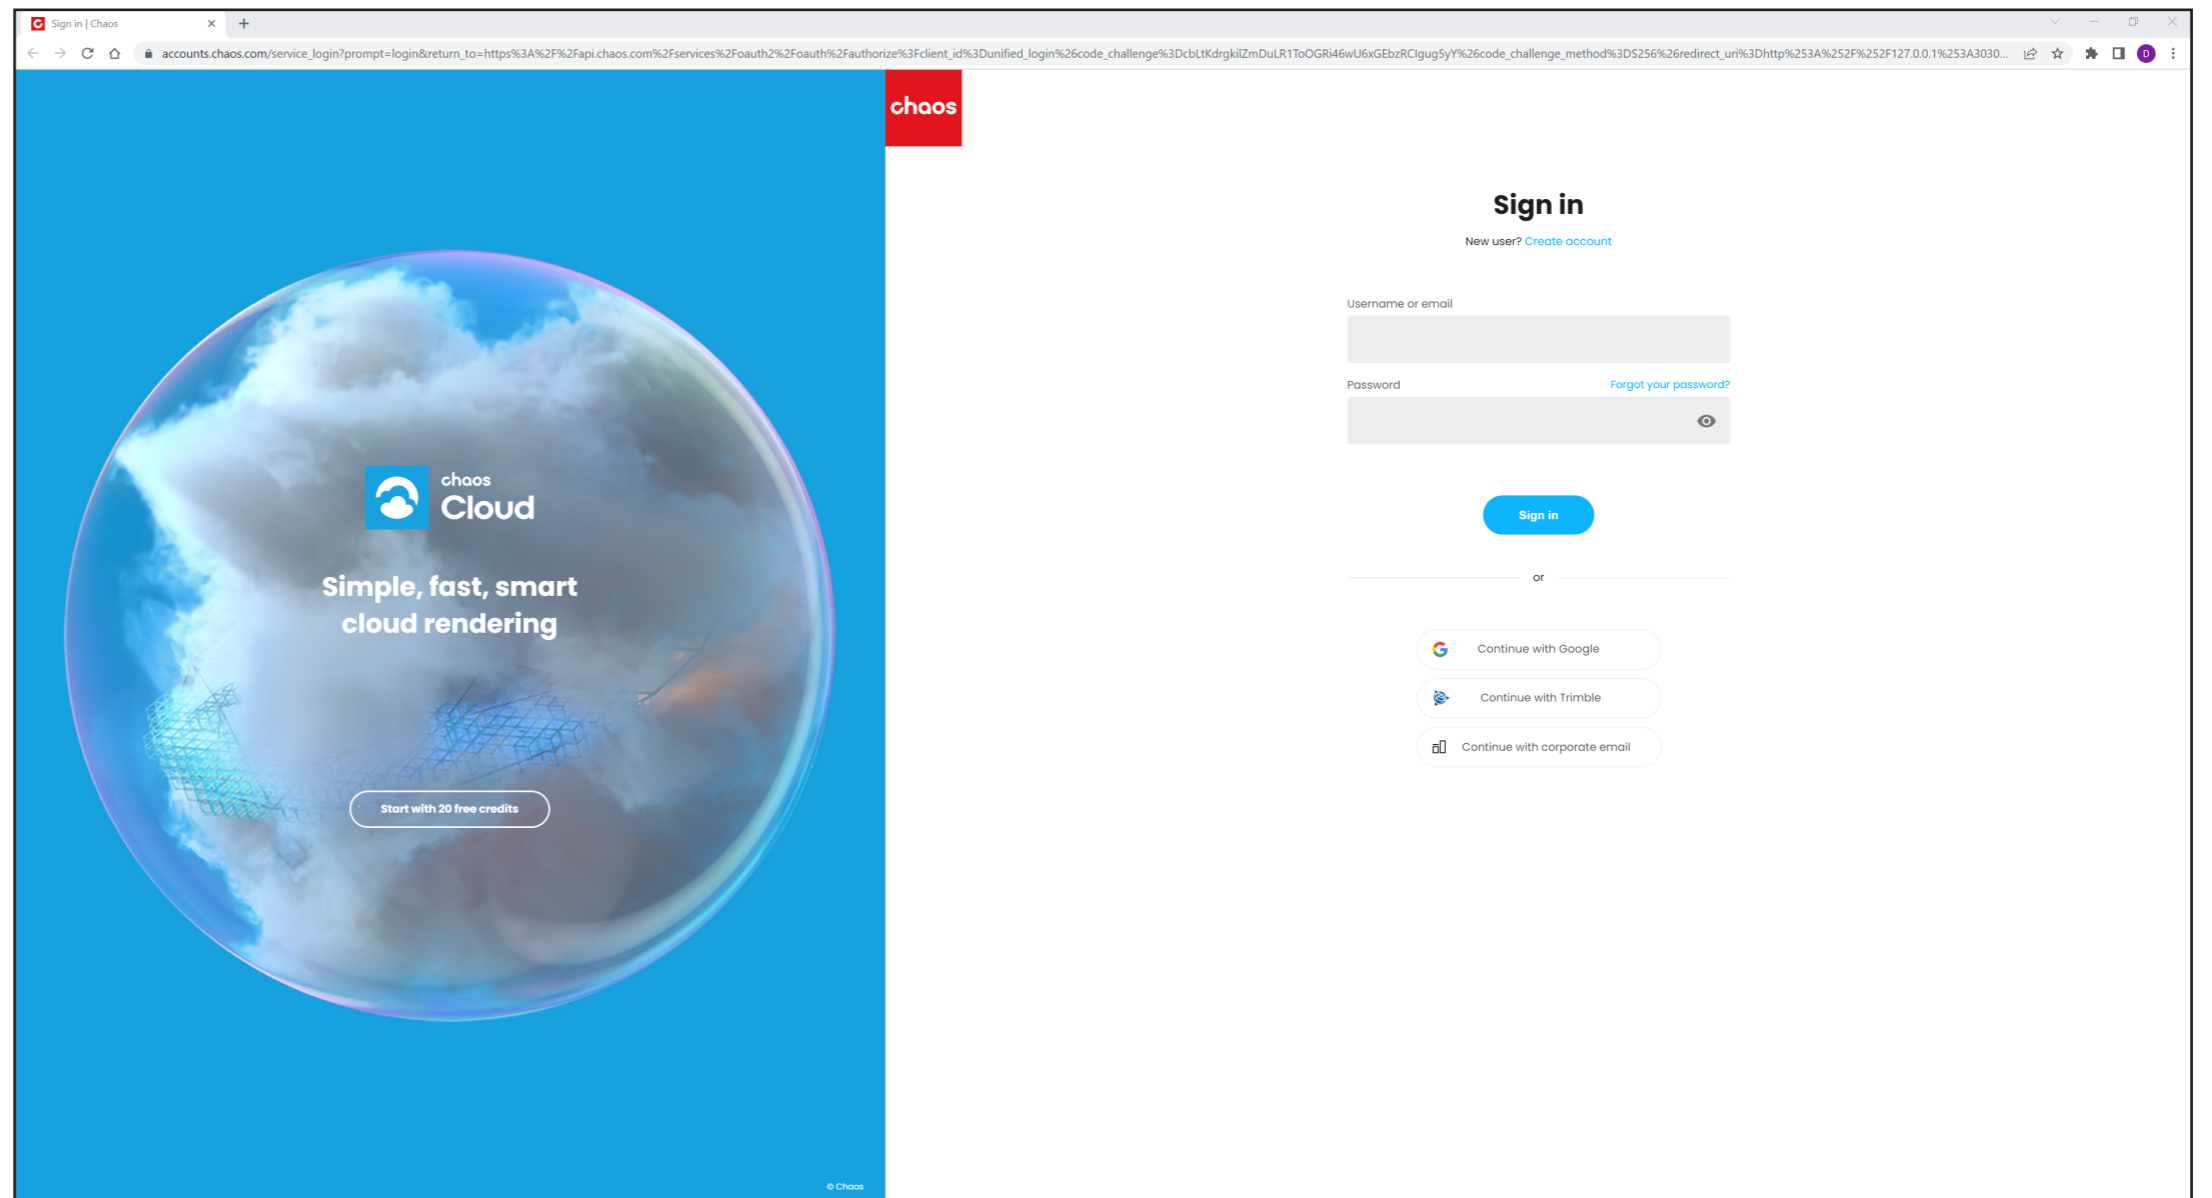 Sign in | Chaos
accounts.chaos.com/service_login?prompt=login&return_to=https%3A%2F%2Fapi.chaos.com%2Fservices%2Foauth2%2Foauth%2Fauthorize%3Fclient_id%3Dunified_login%26code_challenge%3DcbLtKdrgkilZmDuLR1ToOGRi46wU6xGEbzRCIgug5yY%26code_challenge_method%3DS256%26redirect_uri%3Dhttp%253A%252F%252F127.0.0.1%253A3030...
D
chaos
Sign in
New user? Create account
Username or email
Password
Forgot your password?
Sign in
or
Continue with Google
Continue with Trimble
Continue with corporate email
chaos
Cloud
Simple, fast, smart
cloud rendering
Start with 20 free credits
© Chaos